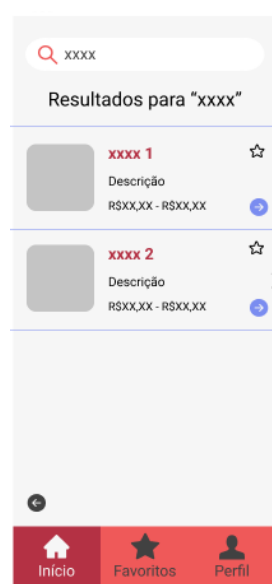 xxxx
Resultados para “xxxx”
xxxx 1
Descrição
R$XX,XX - R$XX,XX
xxxx 2
Descrição
R$XX,XX - R$XX,XX
Início Favoritos Perfil